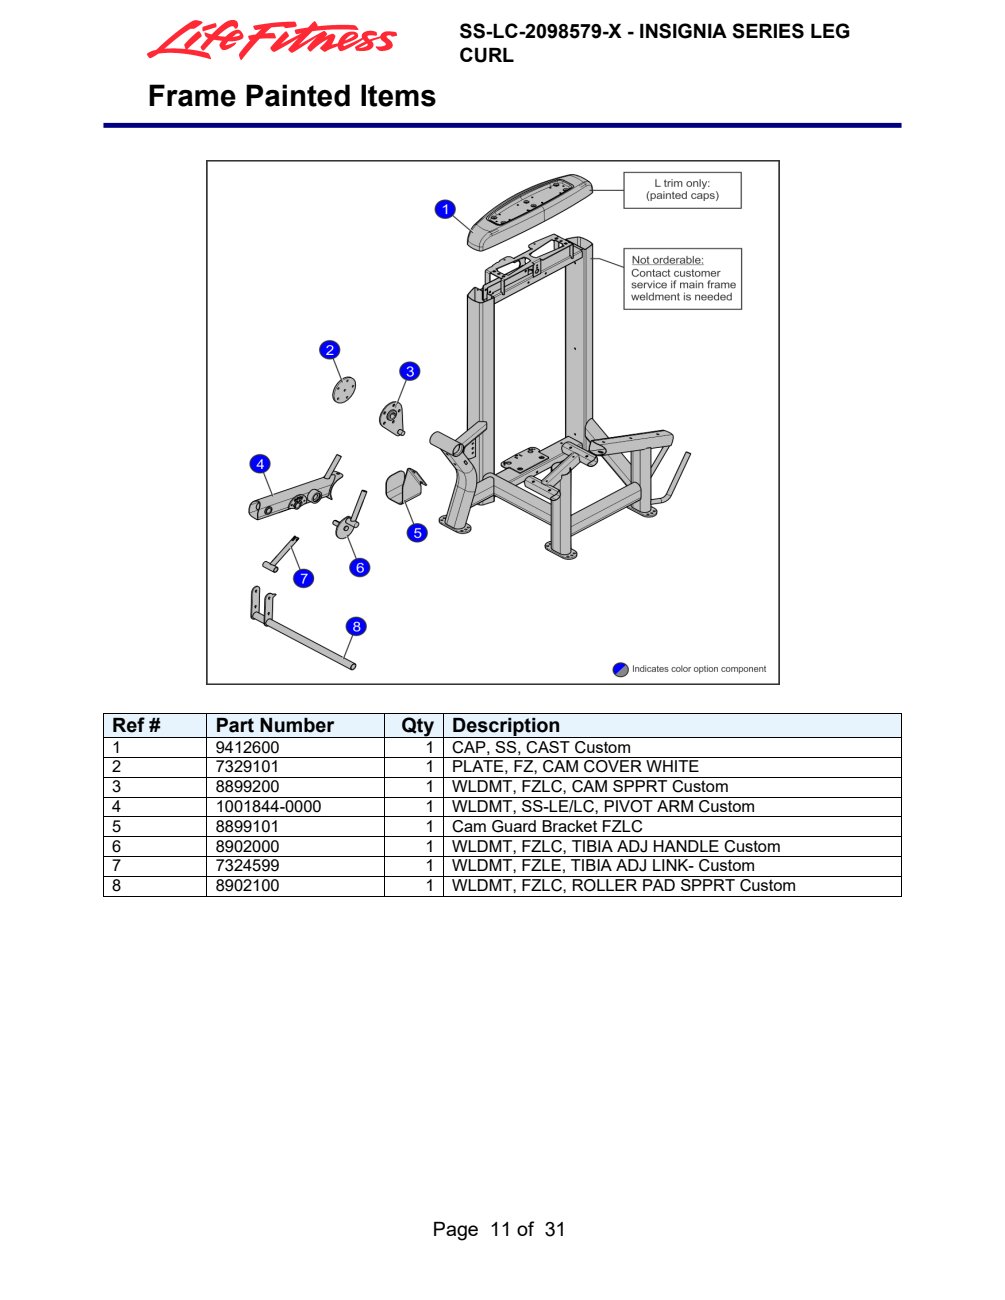 Life Fitness
SS-LC-2098579-X - INSIGNIA SERIES LEG
CURL
Frame Painted Items
L trim only:
(painted caps)
1
Not orderable:
Contact customer
service if main frame
weldment is needed
2
3
4
5
6
7
8
Indicates color option component
Ref # Part Number Qty Description
1 9412600 1 CAP, SS, CAST Custom
2 7329101 1 PLATE, FZ, CAM COVER WHITE
3 8899200 1 WLDMT, FZLC, CAM SPPRT Custom
4 1001844-0000 1 WLDMT, SS-LE/LC, PIVOT ARM Custom
5 8899101 1 Cam Guard Bracket FZLC
6 8902000 1 WLDMT, FZLC, TIBIA ADJ HANDLE Custom
7 7324599 1 WLDMT, FZLE, TIBIA ADJ LINK- Custom
8 8902100 1 WLDMT, FZLC, ROLLER PAD SPPRT Custom
Page 11 of 31